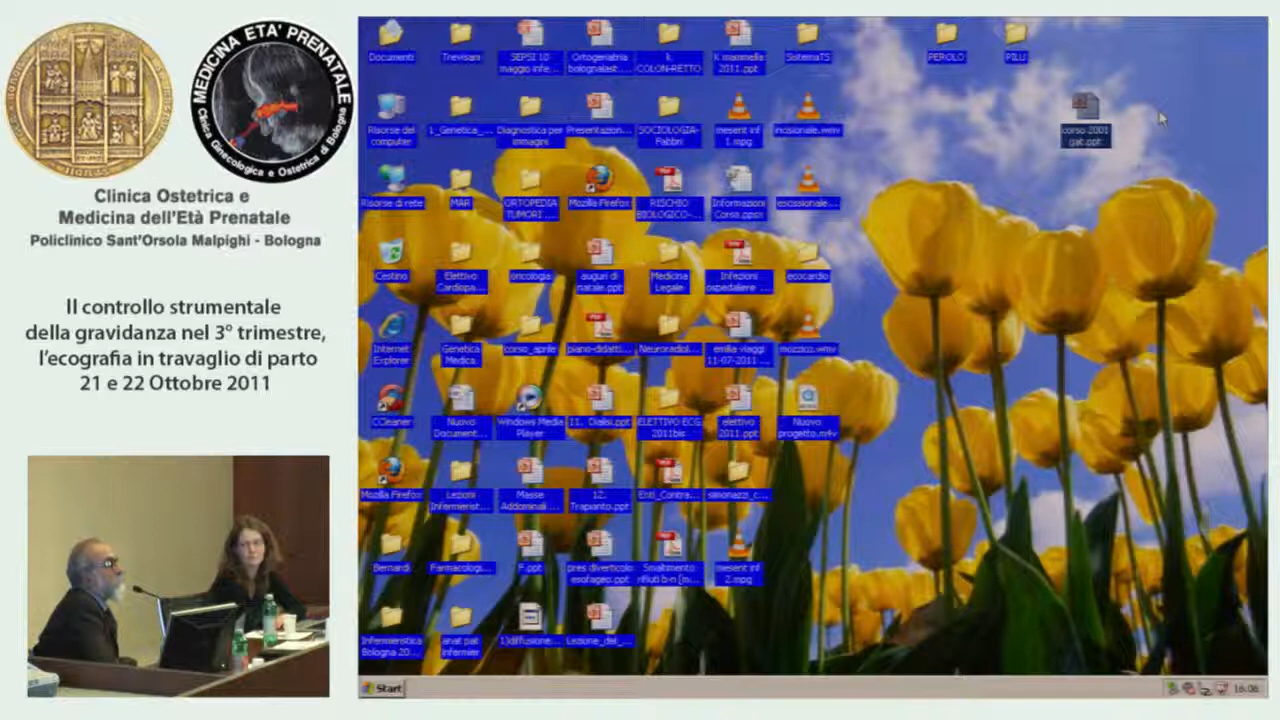 MEDICINA ETA' PRENATALE
Clinica Ginecologica e Ostetrica di Bologna
Clinica Ostetrica e
Medicina dell'Età Prenatale
Policlinico Sant'Orsola Malpighi - Bologna
Il controllo strumentale
della gravidanza nel 3° trimestre,
l'ecografia in travaglio di parto
21 e 22 Ottobre 2011
Documenti
Trevisani
SEPSI 10
maggio infe...
Ortogeriatria
bolognalast....
k
COLON-RETTO
k mammella
2011.ppt
SistemaTS
PEROLO
PILU
Risorse del
computer
1_Genetica_...
Diagnostica per
immagini
Presentazion...
SOCIOLOGIA-
Fabbri
mesent inf
1.mpg
incisionale.wmv
corso 2001
gat.ppt
Risorse di rete
MAR
ORTOPEDIA
TUMORI ...
Mozilla Firefox
RISCHIO
BIOLOGICO-...
Informazioni
Corso.ppsx
escissionale...
Cestino
Elettivo
Cardiopa...
oncologia
auguri di
natale.ppt
Medicina
Legale
Infezioni
ospedaliere ...
ecocardio
Internet
Explorer
Genetica
Medica
corso_aprile
piano-didatti...
Neuroradiol...
emilia viaggi
11-07-2011 ...
mozzico.wmv
CCleaner
Nuovo
Document...
Windows Media
Player
11. Dialisi.ppt
ELETTIVO ECG
2011bis
elettivo
2011.ppt
Nuovo
progetto.m4v
Mozilla Firefox
Lezioni
Infermierist...
Masse
Addominali ...
12.
Trapianto.ppt
Enti_Contra...
simonazzi_c...
Bernardi
Farmacologi...
F.ppt
pres diverticolo
esofageo.ppt
Smaltimento
rifiuti b-n [m...
mesent inf
2.mpg
Infermieristica
Bologna 20...
anat pat
infermier
1)diffusione...
Lezione_del_...
Start
16.06